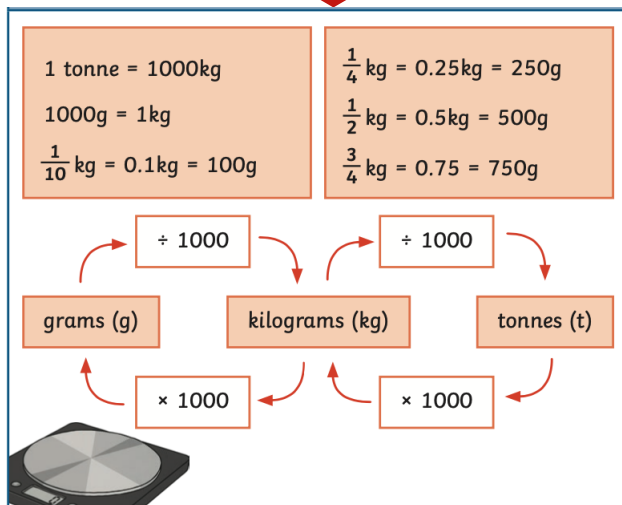 1 tonne = 1000kg
1000g = 1kg
1/10 kg = 0.1kg = 100g
1/4 kg = 0.25kg = 250g
1/2 kg = 0.5kg = 500g
3/4 kg = 0.75 = 750g
÷ 1000
÷ 1000
grams (g)
kilograms (kg)
tonnes (t)
× 1000
× 1000